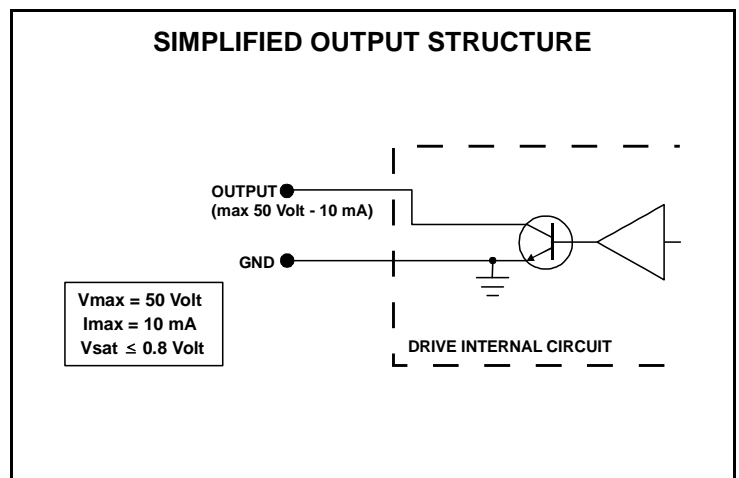 SIMPLIFIED OUTPUT STRUCTURE
OUTPUT
(max 50 Volt - 10 mA)
GND
Vmax = 50 Volt
Imax = 10 mA
Vsat ≤ 0.8 Volt
DRIVE INTERNAL CIRCUIT